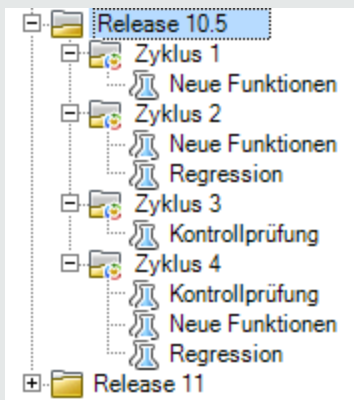 Release 10.5
Zyklus 1
Neue Funktionen
Zyklus 2
Neue Funktionen
Regression
Zyklus 3
Kontrollprüfung
Zyklus 4
Kontrollprüfung
Neue Funktionen
Regression
Release 11